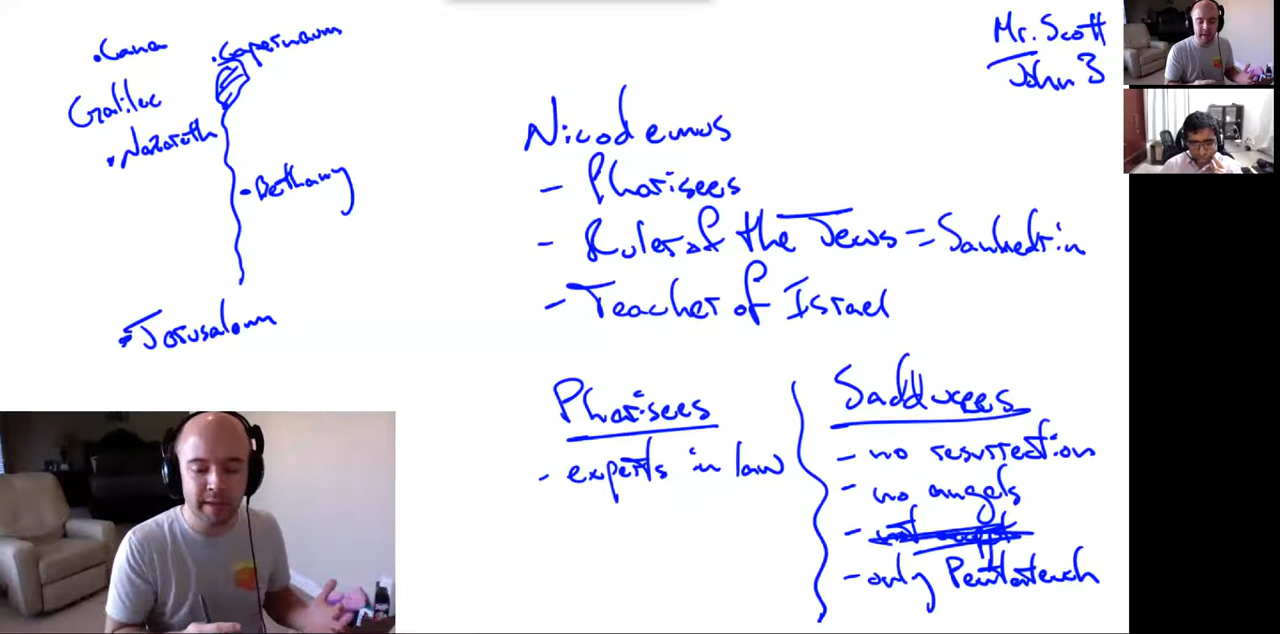 .Cana
.Capernaum
Galilee
.Nazareth
-Bethany
Jerusalem
Mr. Scott
John 3
Nicodemus
- Pharisees
- Ruler of the Jews = Sanhedrin
- Teacher of Israel
Pharisees
- experts in law
Sadducees
- no resurrection
- no angels
-
- only Pentateuch